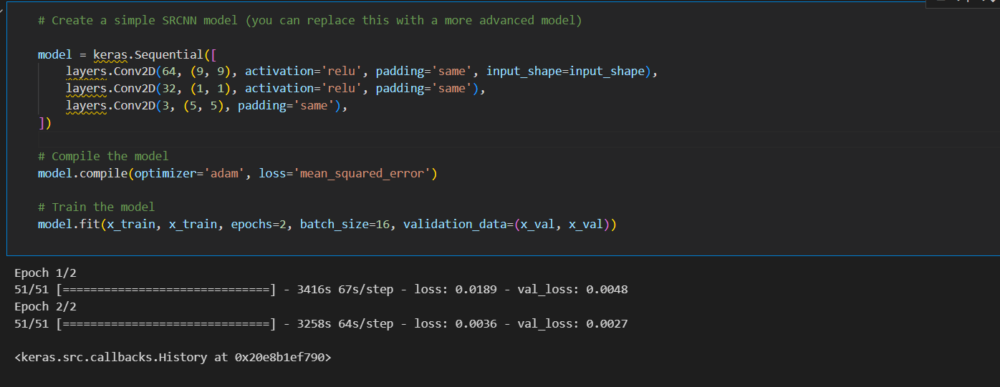 # Create a simple SRCNN model (you can replace this with a more advanced model)
model = keras.Sequential([
    layers.Conv2D(64, (9, 9), activation='relu', padding='same', input_shape=input_shape),
    layers.Conv2D(32, (1, 1), activation='relu', padding='same'),
    layers.Conv2D(3, (5, 5), padding='same'),
])
# Compile the model
model.compile(optimizer='adam', loss='mean_squared_error')
# Train the model
model.fit(x_train, x_train, epochs=2, batch_size=16, validation_data=(x_val, x_val))
Epoch 1/2
51/51 [==============================] - 3416s 67s/step - loss: 0.0189 - val_loss: 0.0048
Epoch 2/2
51/51 [==============================] - 3258s 64s/step - loss: 0.0036 - val_loss: 0.0027
<keras.src.callbacks.History at 0x20e8b1ef790>